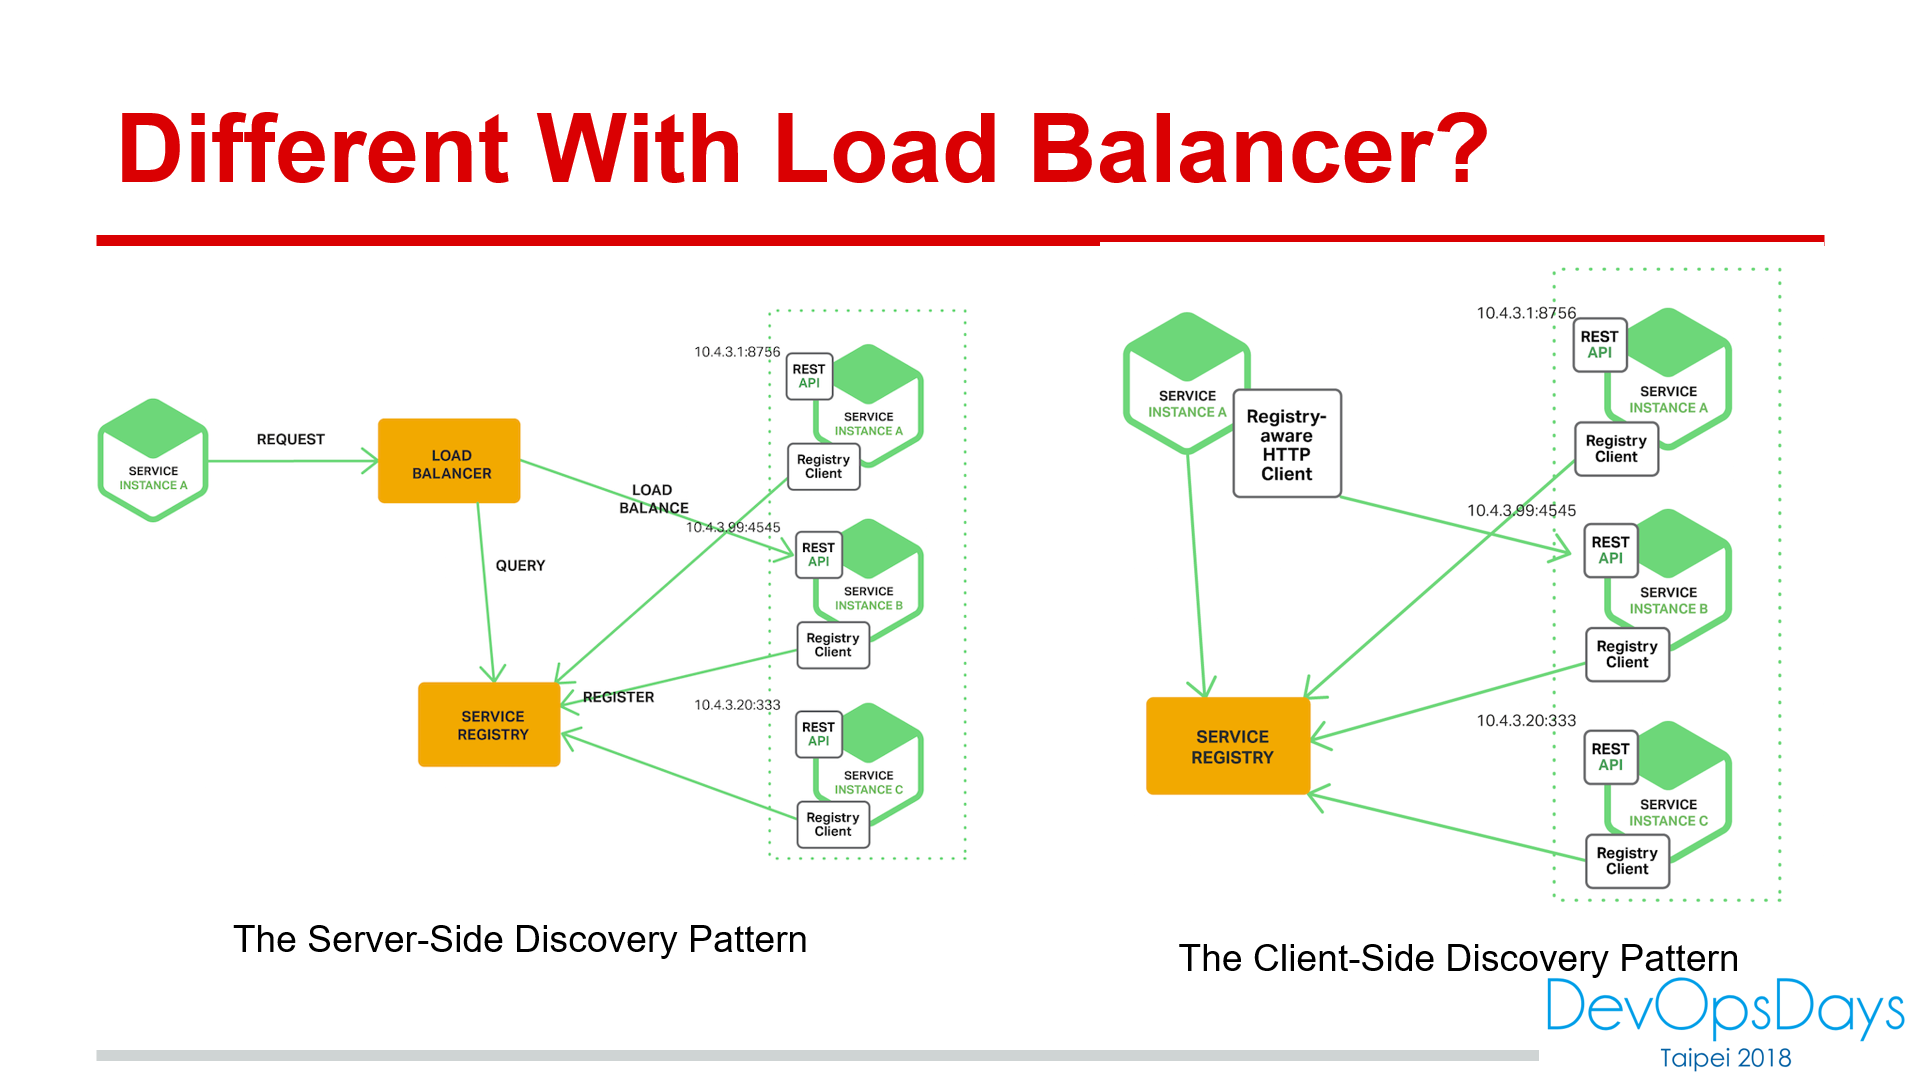 Different With Load Balancer?
SERVICE
INSTANCE A
REQUEST
LOAD
BALANCER
QUERY
LOAD
BALANCE
SERVICE
REGISTRY
REGISTER
10.4.3.1:8756
REST
API
SERVICE
INSTANCE A
Registry
Client
10.4.3.99:4545
REST
API
SERVICE
INSTANCE B
Registry
Client
10.4.3.20:333
REST
API
SERVICE
INSTANCE C
Registry
Client
The Server-Side Discovery Pattern
SERVICE
INSTANCE A
Registry-
aware
HTTP
Client
SERVICE
REGISTRY
10.4.3.1:8756
REST
API
SERVICE
INSTANCE A
Registry
Client
10.4.3.99:4545
REST
API
SERVICE
INSTANCE B
Registry
Client
10.4.3.20:333
REST
API
SERVICE
INSTANCE C
Registry
Client
The Client-Side Discovery Pattern
DevOpsDays
Taipei 2018